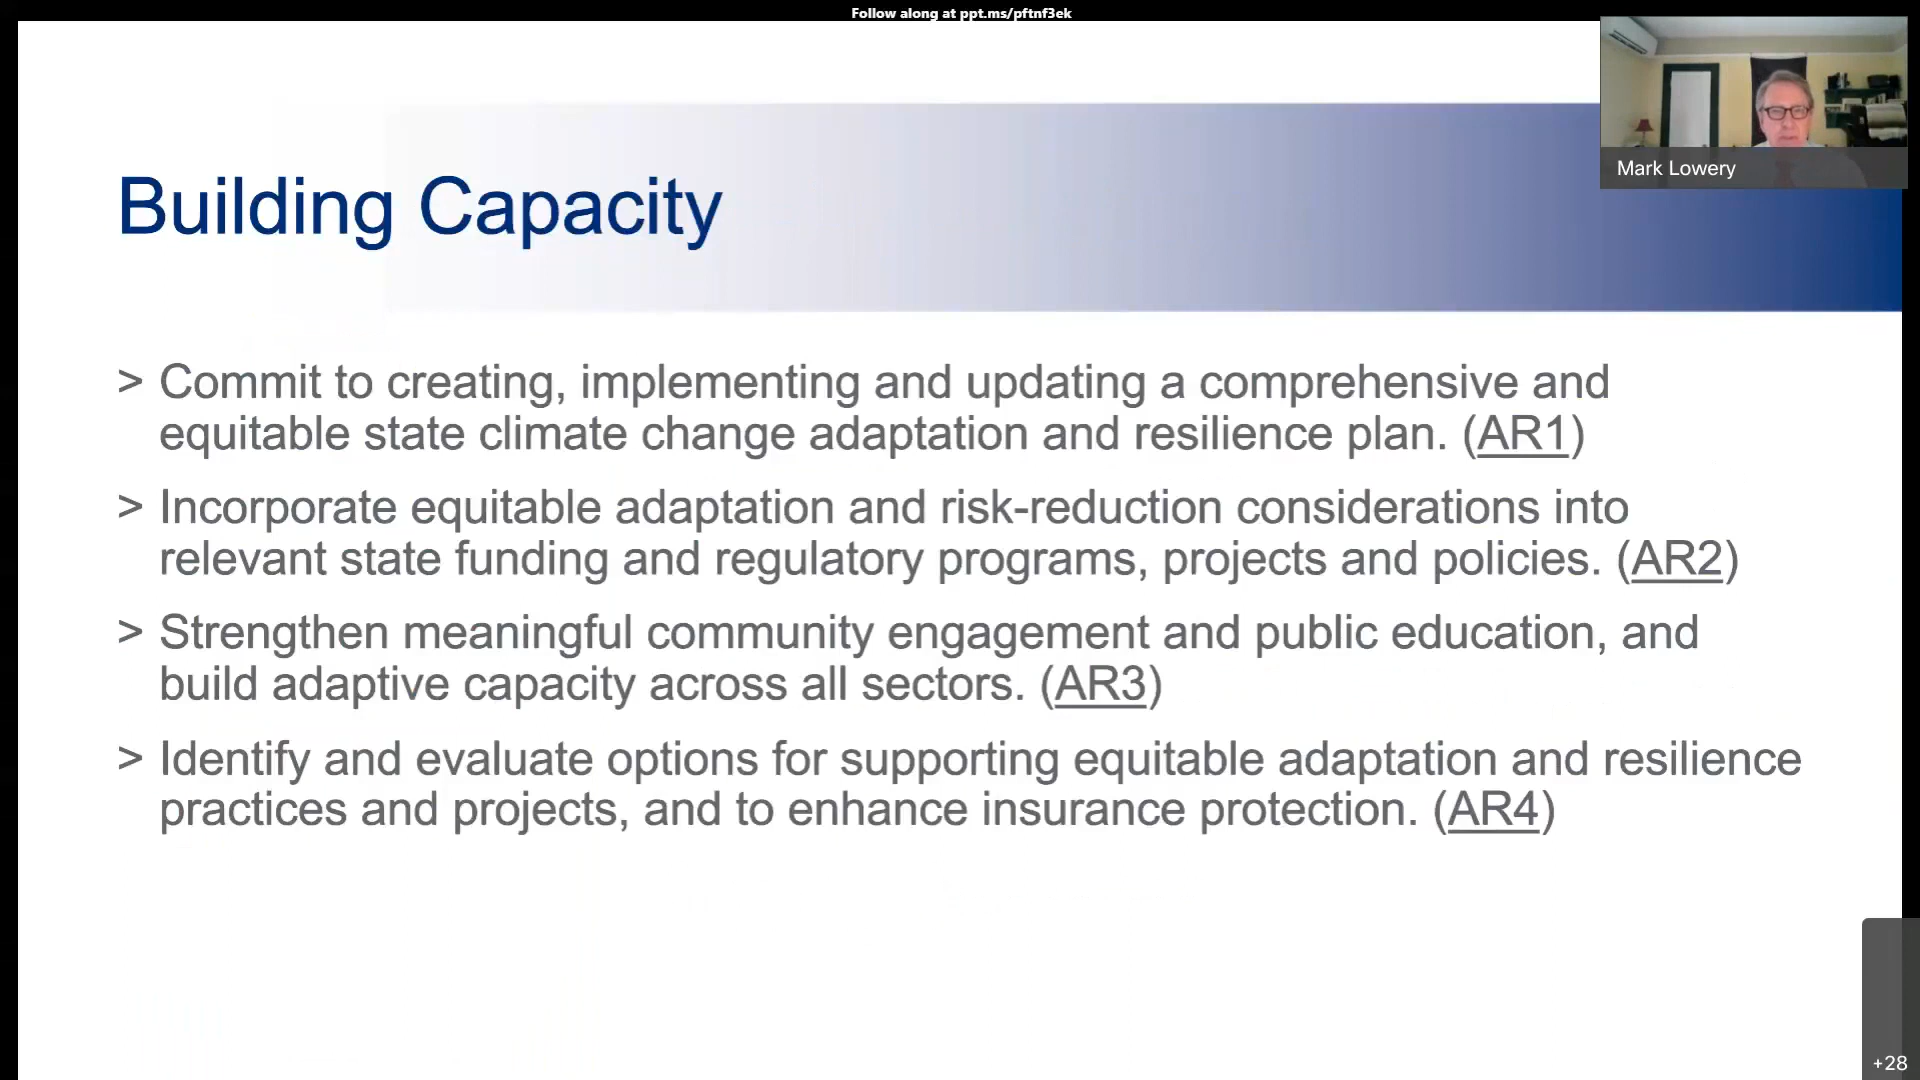 Follow along at ppt.ms/pftnf3ek
Mark Lowery
Building Capacity
> Commit to creating, implementing and updating a comprehensive and
equitable state climate change adaptation and resilience plan. (AR1)
> Incorporate equitable adaptation and risk-reduction considerations into
relevant state funding and regulatory programs, projects and policies. (AR2)
> Strengthen meaningful community engagement and public education, and
build adaptive capacity across all sectors. (AR3)
> Identify and evaluate options for supporting equitable adaptation and resilience
practices and projects, and to enhance insurance protection. (AR4)
+28